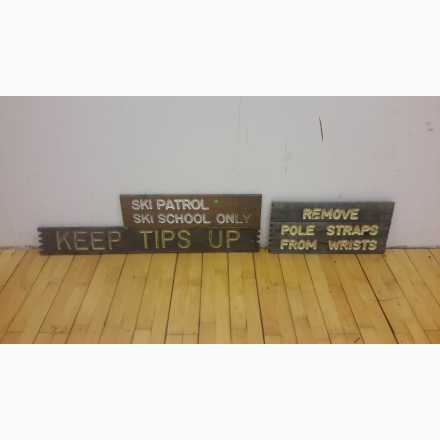 SKI PATROL
SKI SCHOOL ONLY
KEEP TIPS UP
REMOVE
POLE STRAPS
FROM WRISTS